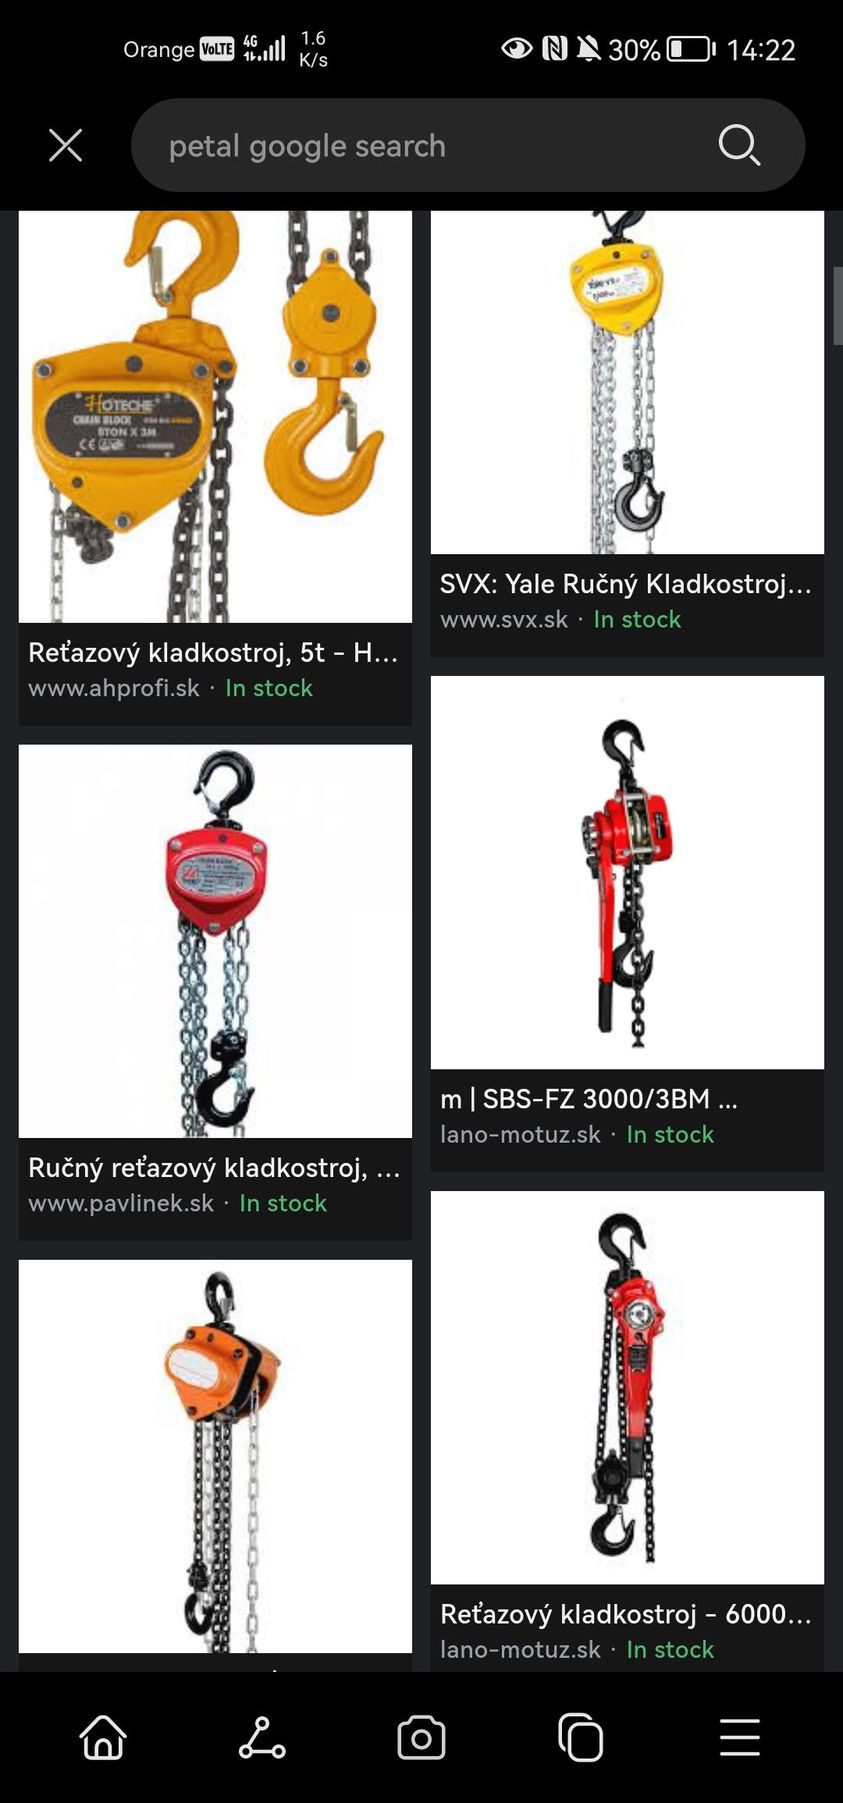 Orange VoLTE 4G 1.6 K/s 30% 14:22
petal google search
HOTECHE
CHAIN BLOCK
5TON X 3M
CE
Reťazový kladkostroj, 5t - H...
www.ahprofi.sk · In stock
SVX: Yale Ručný Kladkostroj...
www.svx.sk · In stock
Ručný reťazový kladkostroj, ...
www.pavlinek.sk · In stock
m | SBS-FZ 3000/3BM ...
lano-motuz.sk · In stock
Reťazový kladkostroj - 6000...
lano-motuz.sk · In stock